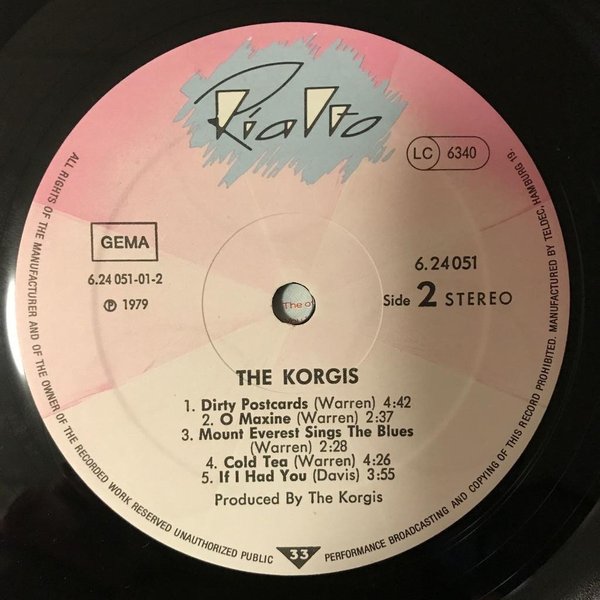 Rialto
LC 6340
GEMA
6.24 051-01-2
℗ 1979
6.24051
Side 2 STEREO
The o
THE KORGIS
1. Dirty Postcards (Warren) 4:42
2. O Maxine (Warren) 2:37
3. Mount Everest Sings The Blues
(Warren) 2:28
4. Cold Tea (Warren) 4:26
5. If I Had You (Davis) 3:55
Produced By The Korgis
33
ALL RIGHTS OF THE MANUFACTURER AND OF THE OWNER OF THE RECORDED WORK RESERVED UNAUTHORIZED PUBLIC PERFORMANCE BROADCASTING AND COPYING OF THIS RECORD PROHIBITED. MANUFACTURED BY TELDEC, HAMBURG 19.